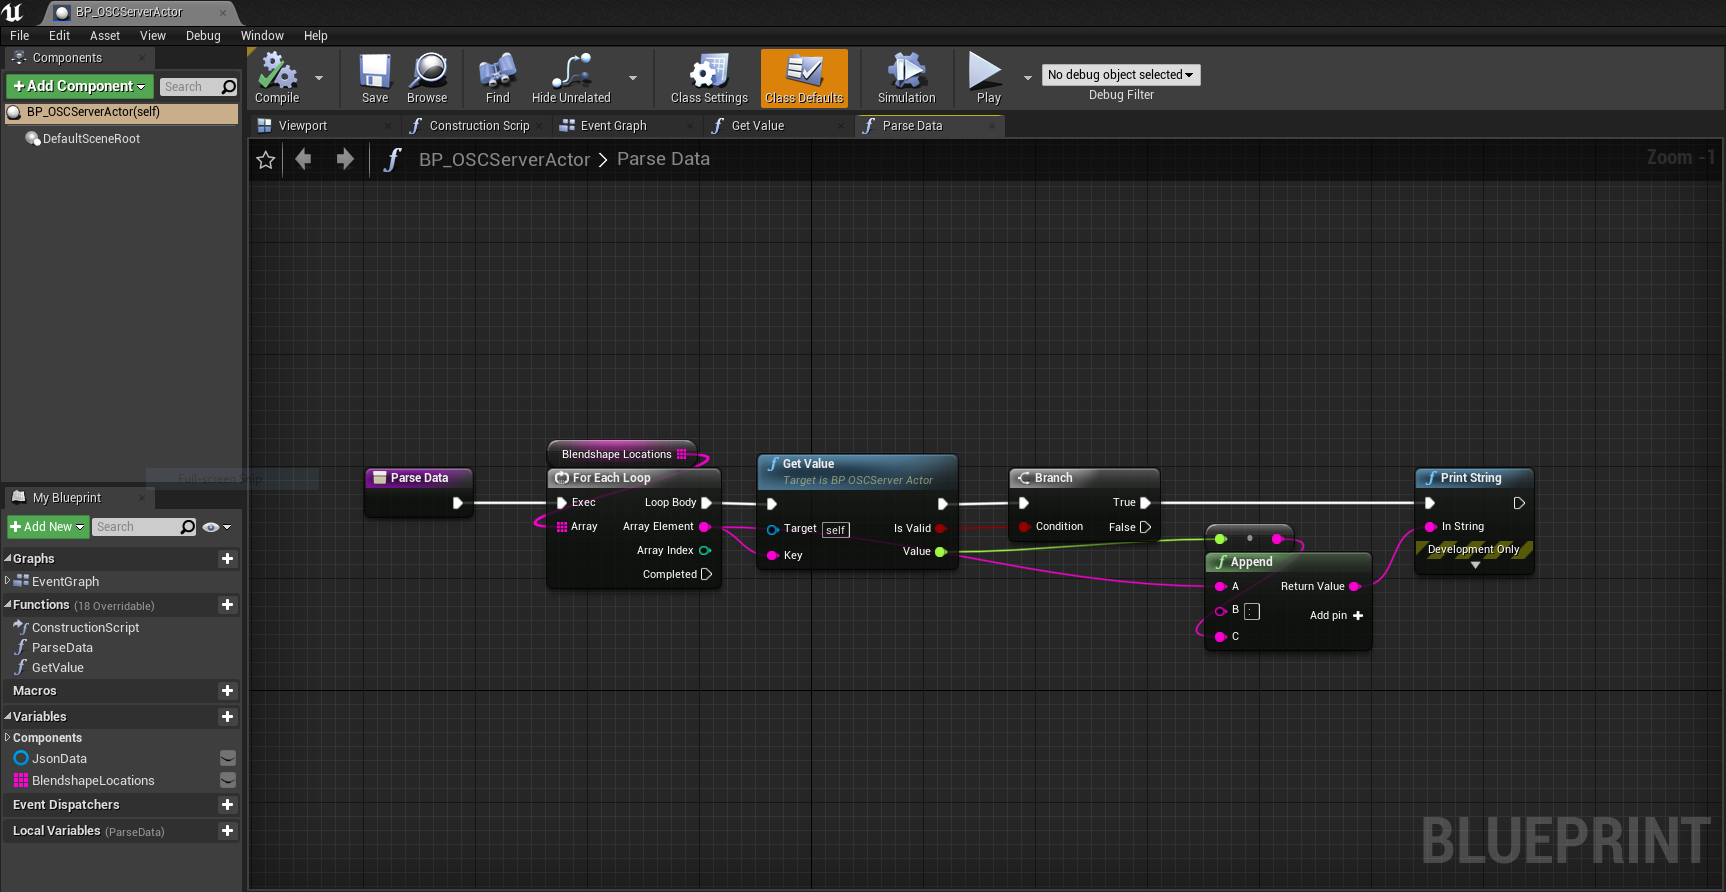 BP_OSCServerActor
File Edit Asset View Debug Window Help
Components
+Add Component
Search
BP_OSCServerActor(self)
DefaultSceneRoot
Compile
Save
Browse
Find
Hide Unrelated
Class Settings
Class Defaults
Simulation
Play
No debug object selected
Debug Filter
Viewport
Construction Scrip
Event Graph
Get Value
Parse Data
BP_OSCServerActor > Parse Data
Zoom -1
Full-screen Snip
My Blueprint
+Add New
Search
Graphs
EventGraph
Functions (18 Overridable)
ConstructionScript
ParseData
GetValue
Macros
Variables
Components
JsonData
BlendshapeLocations
Event Dispatchers
Local Variables (ParseData)
Parse Data
Blendshape Locations
For Each Loop
Exec
Loop Body
Array
Array Element
Array Index
Completed
Get Value
Target is BP OSCServer Actor
Target self
Is Valid
Key
Value
Branch
True
Condition
False
Append
A
Return Value
B :
Add pin +
C
Print String
In String
Development Only
BLUEPRINT